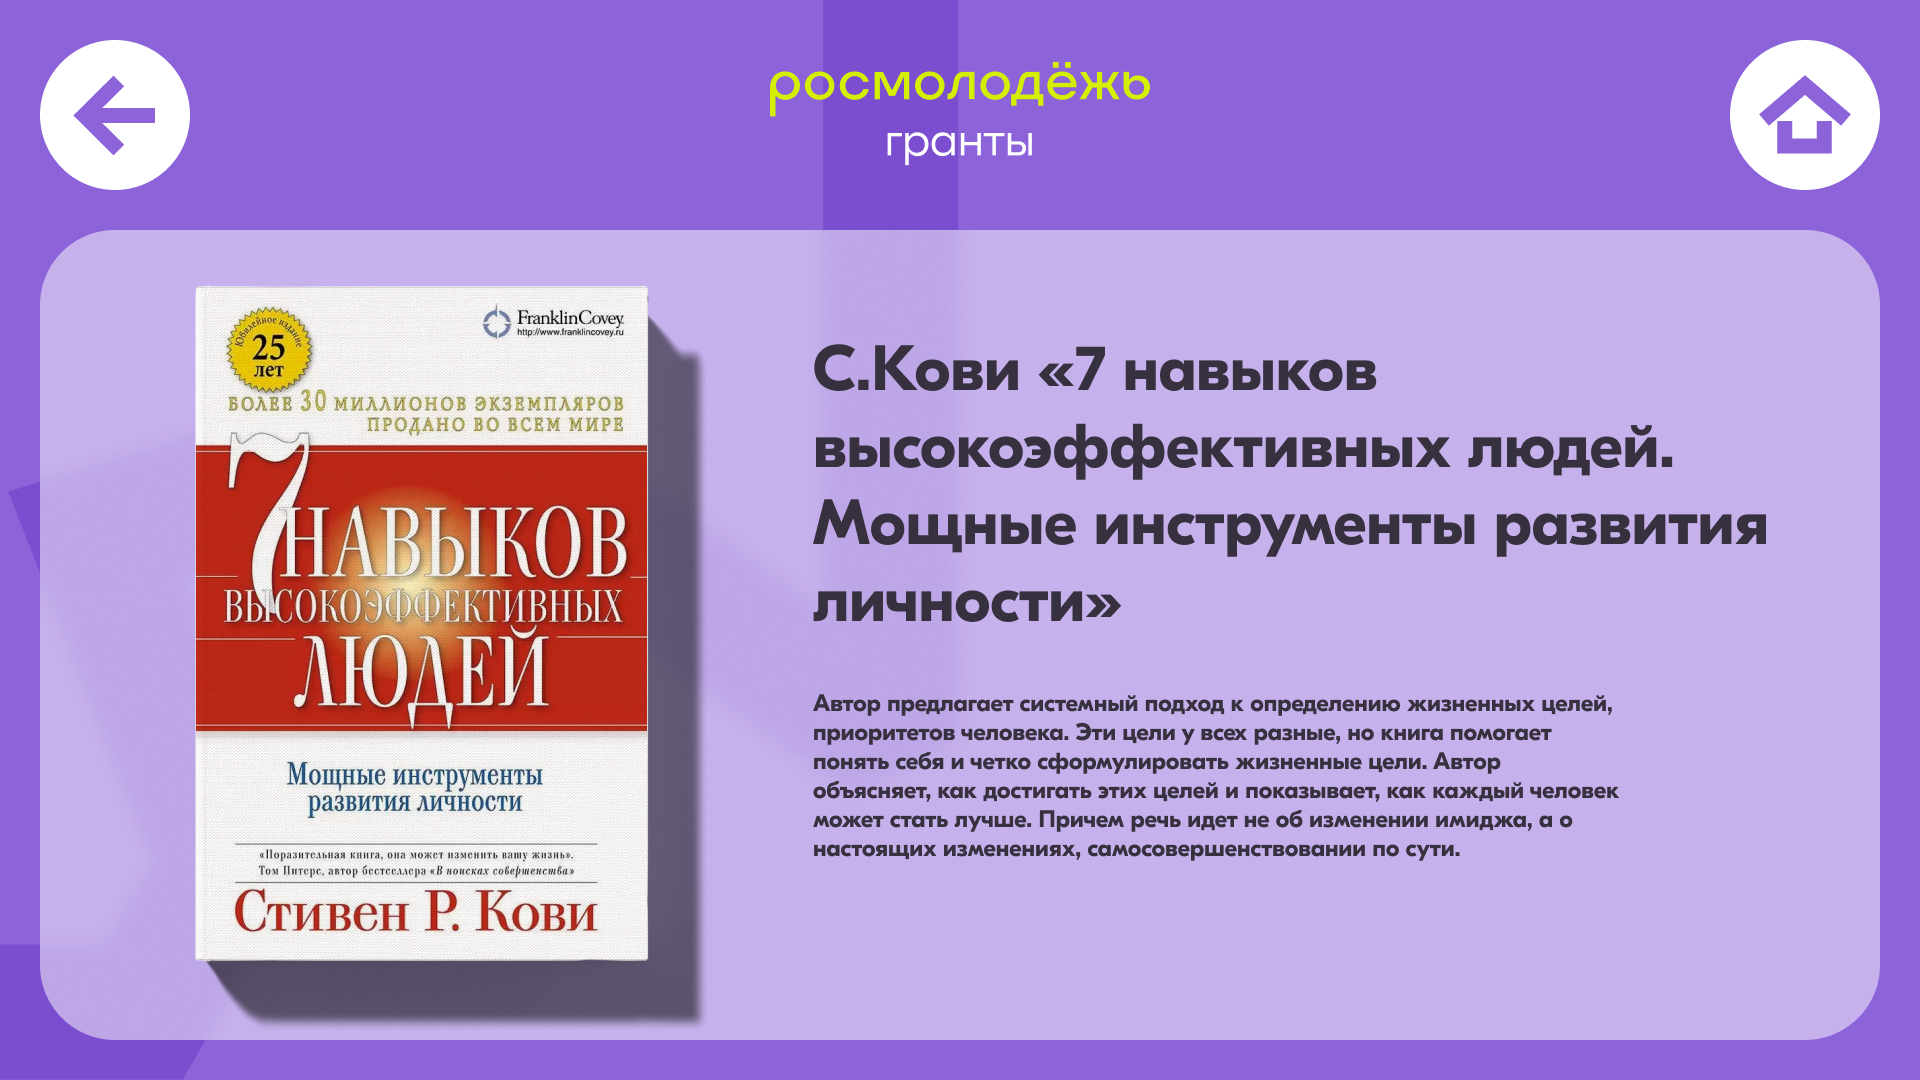 росмолодёжь
гранты
Юбилейное издание
25
лет
FranklinCovey
http://www.franklincovey.ru
БОЛЕЕ 30 МИЛЛИОНОВ ЭКЗЕМПЛЯРОВ
ПРОДАНО ВО ВСЕМ МИРЕ
7 НАВЫКОВ
ВЫСОКОЭФФЕКТИВНЫХ
ЛЮДЕЙ
Мощные инструменты
развития личности
«Поразительная книга, она может изменить вашу жизнь».
Том Питерс, автор бестселлера «В поисках совершенства»
Стивен Р. Кови
С.Кови «7 навыков
высокоэффективных людей.
Мощные инструменты развития
личности»
Автор предлагает системный подход к определению жизненных целей,
приоритетов человека. Эти цели у всех разные, но книга помогает
понять себя и четко сформулировать жизненные цели. Автор
объясняет, как достигать этих целей и показывает, как каждый человек
может стать лучше. Причем речь идет не об изменении имиджа, а о
настоящих изменениях, самосовершенствовании по сути.